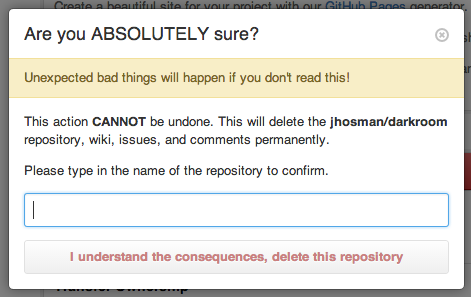 Create a beautiful site for your project with our GitHub Pages generator.
Are you ABSOLUTELY sure?
Unexpected bad things will happen if you don't read this!
This action CANNOT be undone. This will delete the jhosman/darkroom
repository, wiki, issues, and comments permanently.
Please type in the name of the repository to confirm.
I understand the consequences, delete this repository
Transfer Ownership